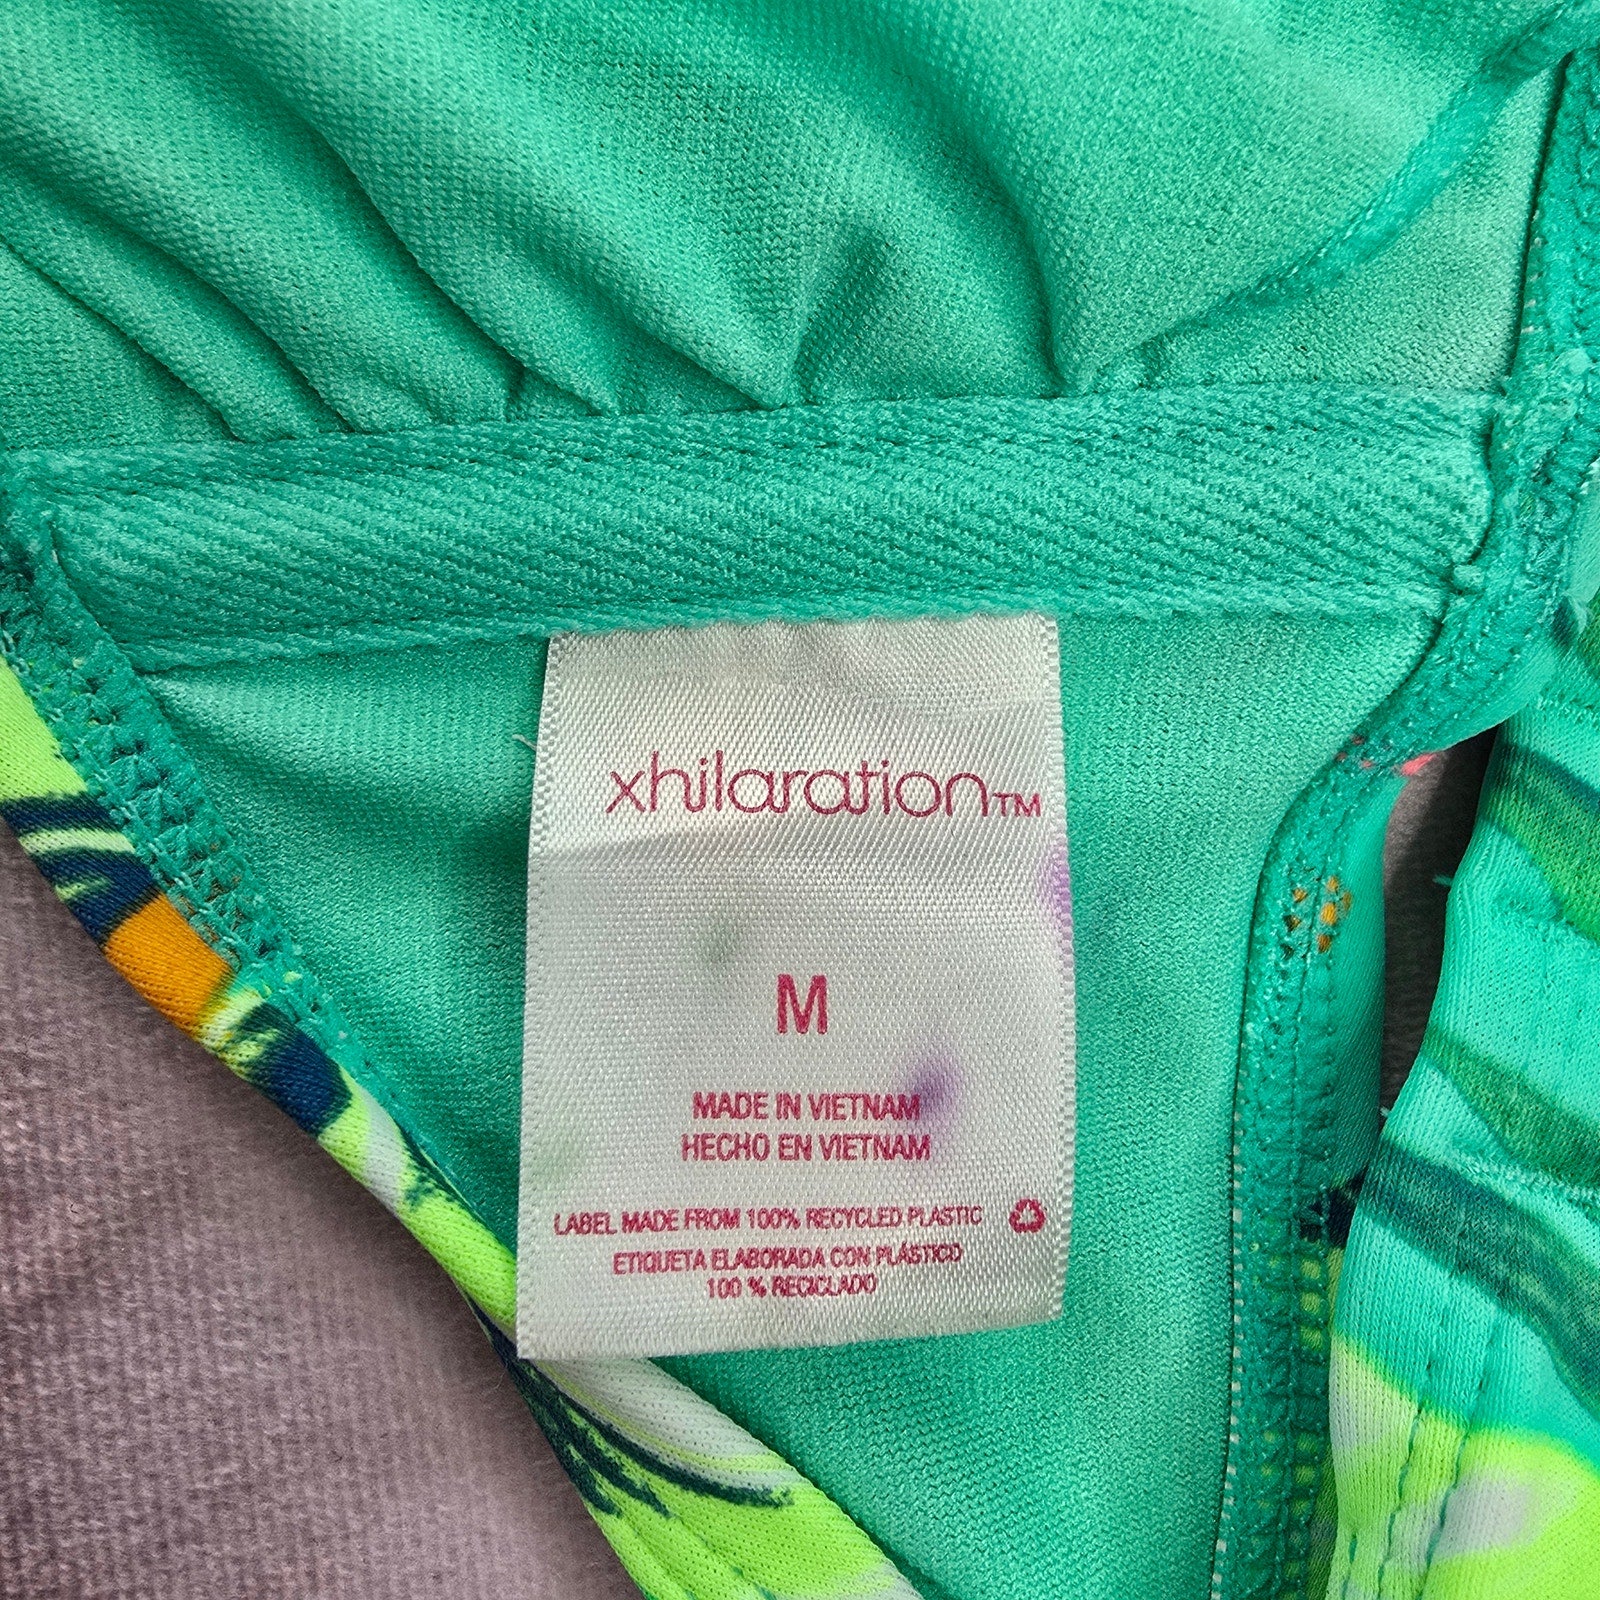 xhilaration™
M
MADE IN VIETNAM
HECHO EN VIETNAM
LABEL MADE FROM 100% RECYCLED PLASTIC
ETIQUETA ELABORADA CON PLÁSTICO
100 % RECICLADO